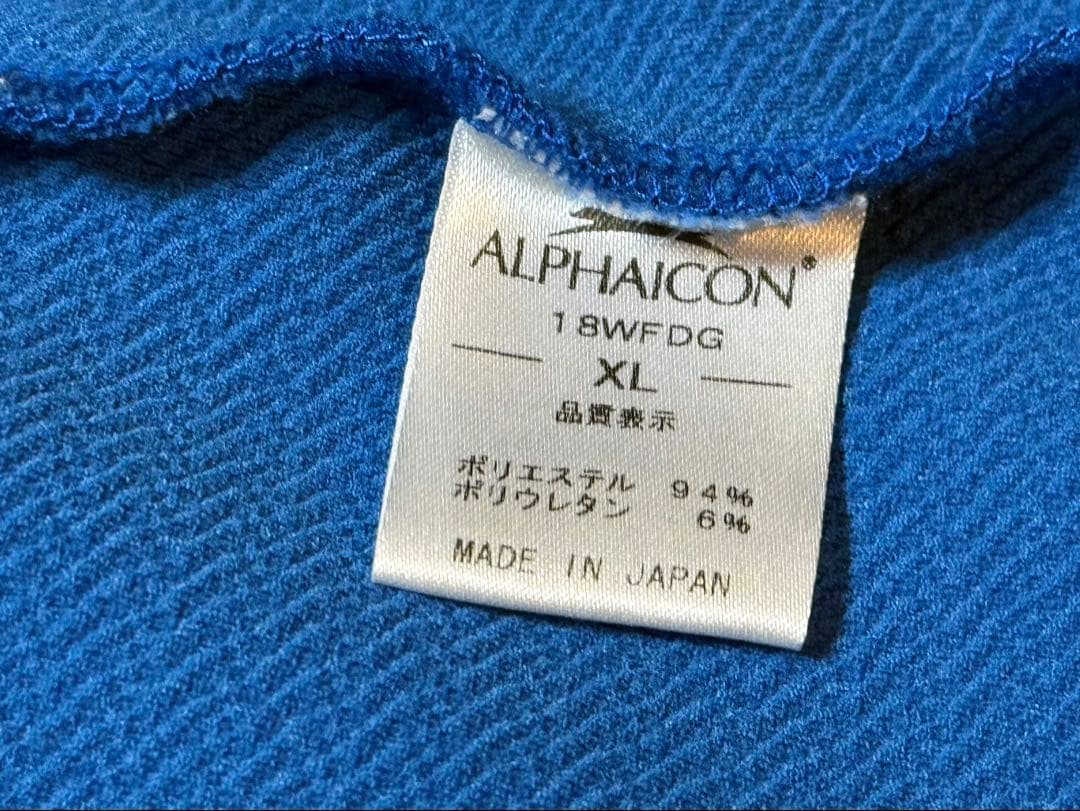 ALPHAICON®
18WFDG
XL
品質表示
ポリエステル 94%
ポリウレタン 6%
MADE IN JAPAN